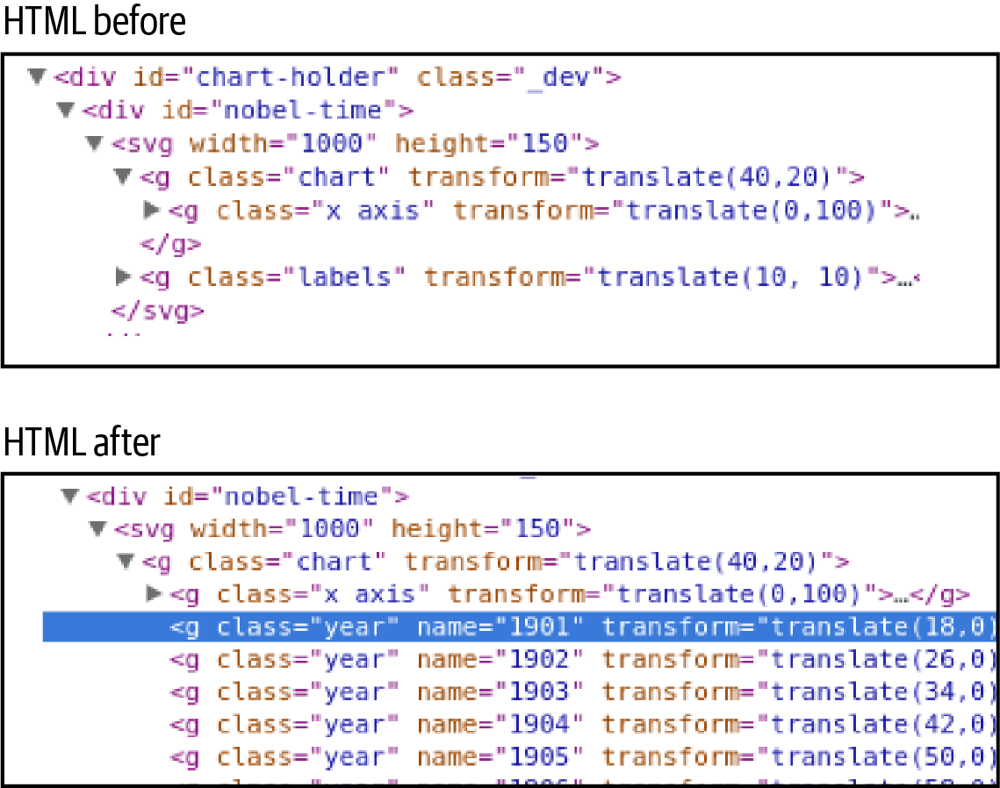 HTML before
▼<div id="chart-holder" class="_dev">
▼<div id="nobel-time">
▼<svg width="1000" height="150">
▼<g class="chart" transform="translate(40,20)">
▶<g class="x axis" transform="translate(0,100)">…
</g>
▶<g class="labels" transform="translate(10, 10)">…<
</svg>
HTML after
▼<div id="nobel-time">
▼<svg width="1000" height="150">
▼<g class="chart" transform="translate(40,20)">
▶<g class="x axis" transform="translate(0,100)">…</g>
<g class="year" name="1901" transform="translate(18,0)
<g class="year" name="1902" transform="translate(26,0)
<g class="year" name="1903" transform="translate(34,0)
<g class="year" name="1904" transform="translate(42,0)
<g class="year" name="1905" transform="translate(50,0)